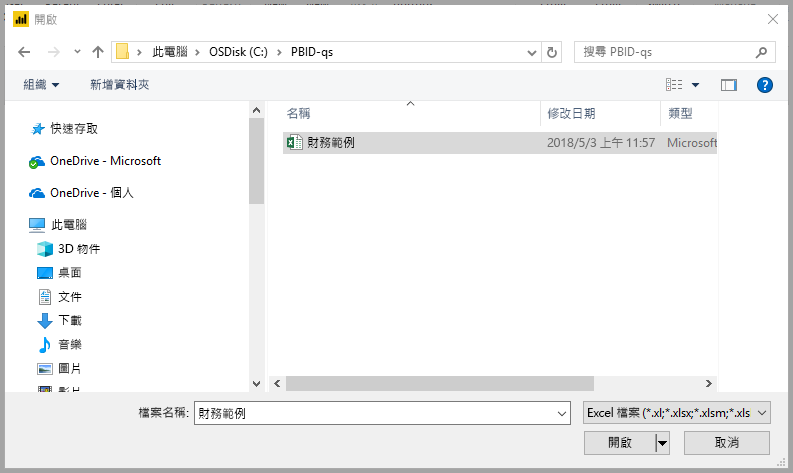 開啟
此電腦 > OSDisk (C:) > PBID-qs
搜尋 PBID-qs
組織
新增資料夾
名稱
修改日期
類型
快速存取
財務範例
2018/5/3 上午 11:57
Microsoft
OneDrive - Microsoft
OneDrive - 個人
此電腦
3D 物件
桌面
文件
下載
音樂
圖片
影片
檔案名稱:
財務範例
Excel 檔案 (*.xl;*.xlsx;*.xlsm;*.xls
開啟
取消